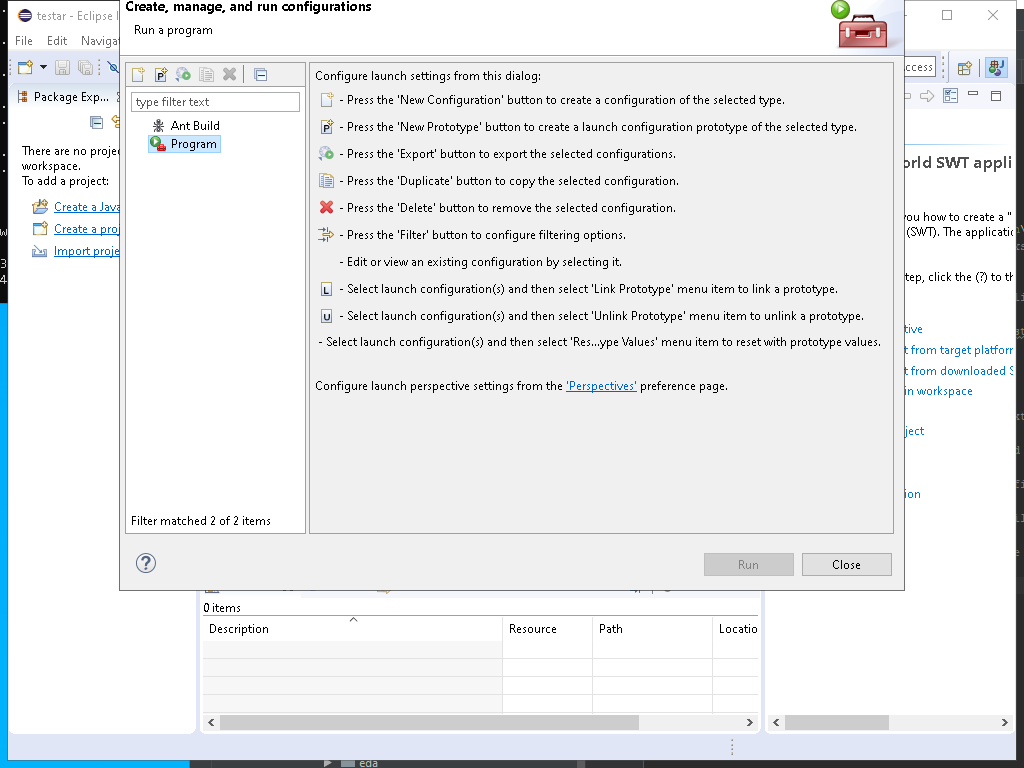 Create, manage, and run configurations
Run a program
testar - Eclipse
File Edit Navigat
Package Exp...
There are no proje
workspace.
To add a project:
Create a Java
Create a proj
Import proje
type filter text
Ant Build
Program
Filter matched 2 of 2 items
Configure launch settings from this dialog:
- Press the 'New Configuration' button to create a configuration of the selected type.
- Press the 'New Prototype' button to create a launch configuration prototype of the selected type.
- Press the 'Export' button to export the selected configurations.
- Press the 'Duplicate' button to copy the selected configuration.
- Press the 'Delete' button to remove the selected configuration.
- Press the 'Filter' button to configure filtering options.
- Edit or view an existing configuration by selecting it.
L - Select launch configuration(s) and then select 'Link Prototype' menu item to link a prototype.
U - Select launch configuration(s) and then select 'Unlink Prototype' menu item to unlink a prototype.
- Select launch configuration(s) and then select 'Res...ype Values' menu item to reset with prototype values.
Configure launch perspective settings from the 'Perspectives' preference page.
Run
Close
ccess
orld SWT appli
you how to create a "
(SWT). The applicatio
tep, click the (?) to th
tive
t from target platform
t from downloaded S
in workspace
ject
ion
0 items
Description Resource Path Locatio
eda